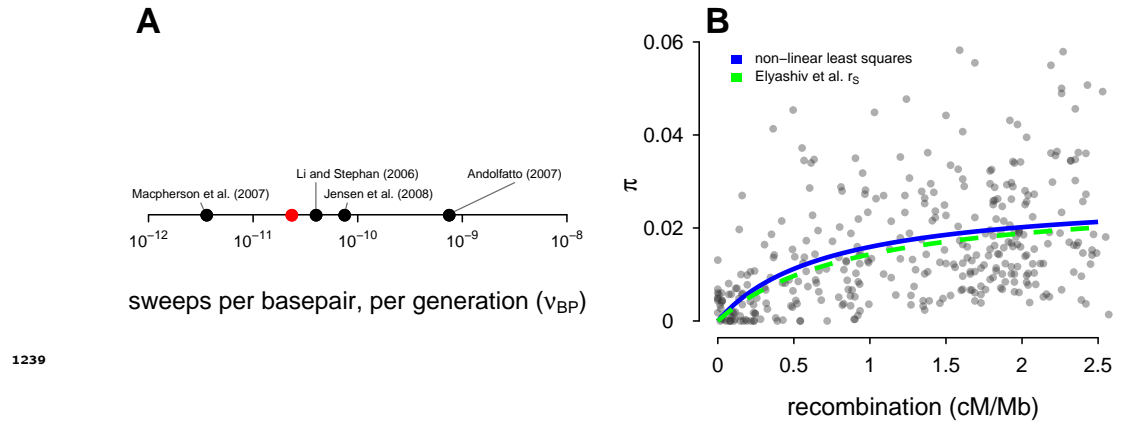 A
Li and Stephan (2006)
Andolfatto (2007)
Macpherson et al. (2007)
Jensen et al. (2008)
10−12
10−11
10−10
10−9
10−8
sweeps per basepair, per generation (νBP)
1239
B
0.06
non−linear least squares
Elyashiv et al. rS
0.04
π
0.02
0
0
0.5
1
1.5
2
2.5
recombination (cM/Mb)